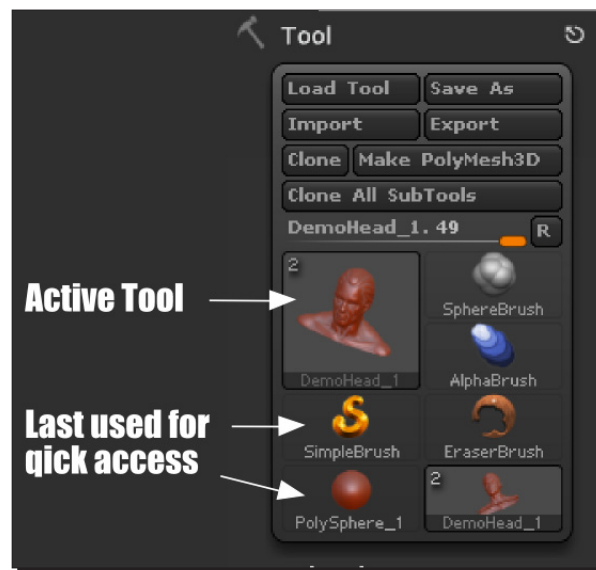 Tool
Load Tool Save As
Import Export
Clone Make PolyMesh3D
Clone All SubTools
DemoHead_1. 49 R
2
SphereBrush
Active Tool
DemoHead_1 AlphaBrush
Last used for
qick access
SimpleBrush EraserBrush
2
PolySphere_1 DemoHead_1